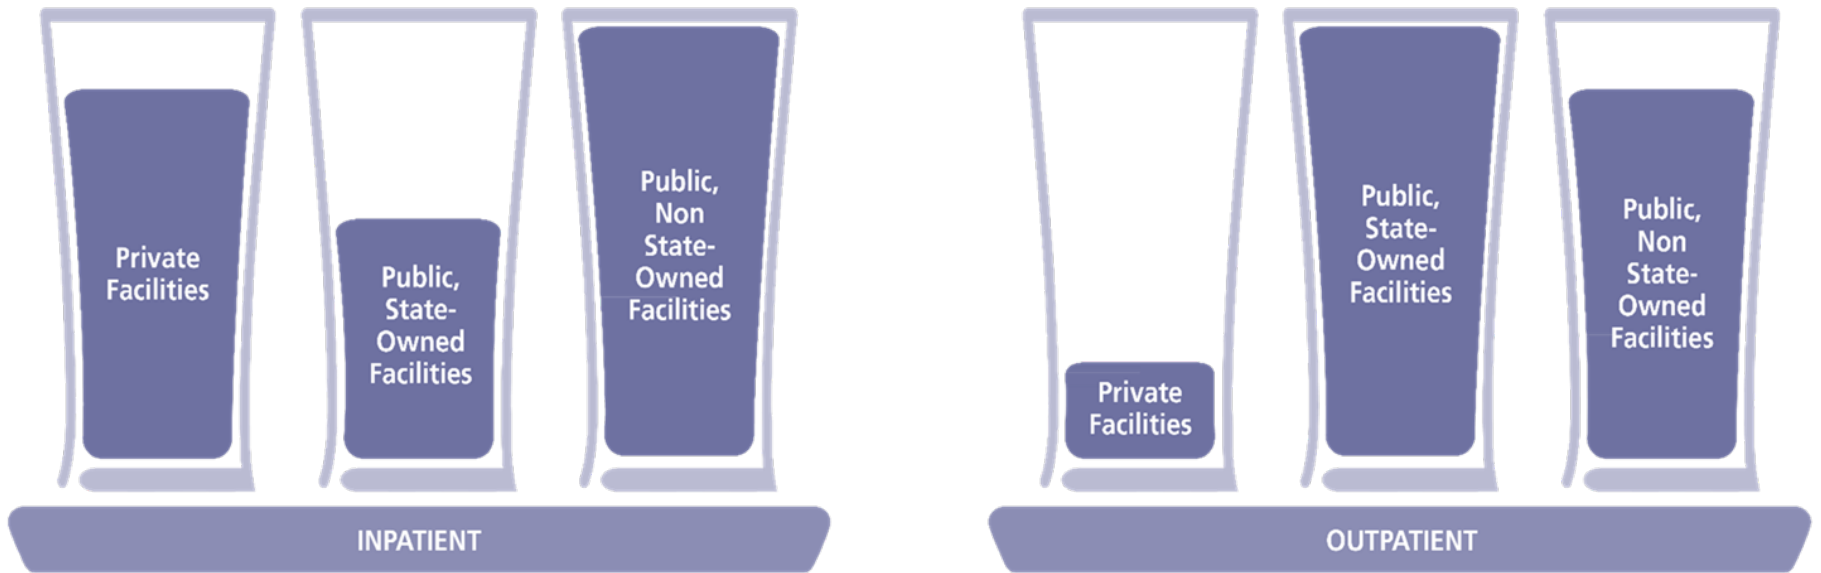 Private
Facilities
Public,
State-
Owned
Facilities
Public,
Non
State-
Owned
Facilities
INPATIENT
Private
Facilities
Public,
State-
Owned
Facilities
Public,
Non
State-
Owned
Facilities
OUTPATIENT